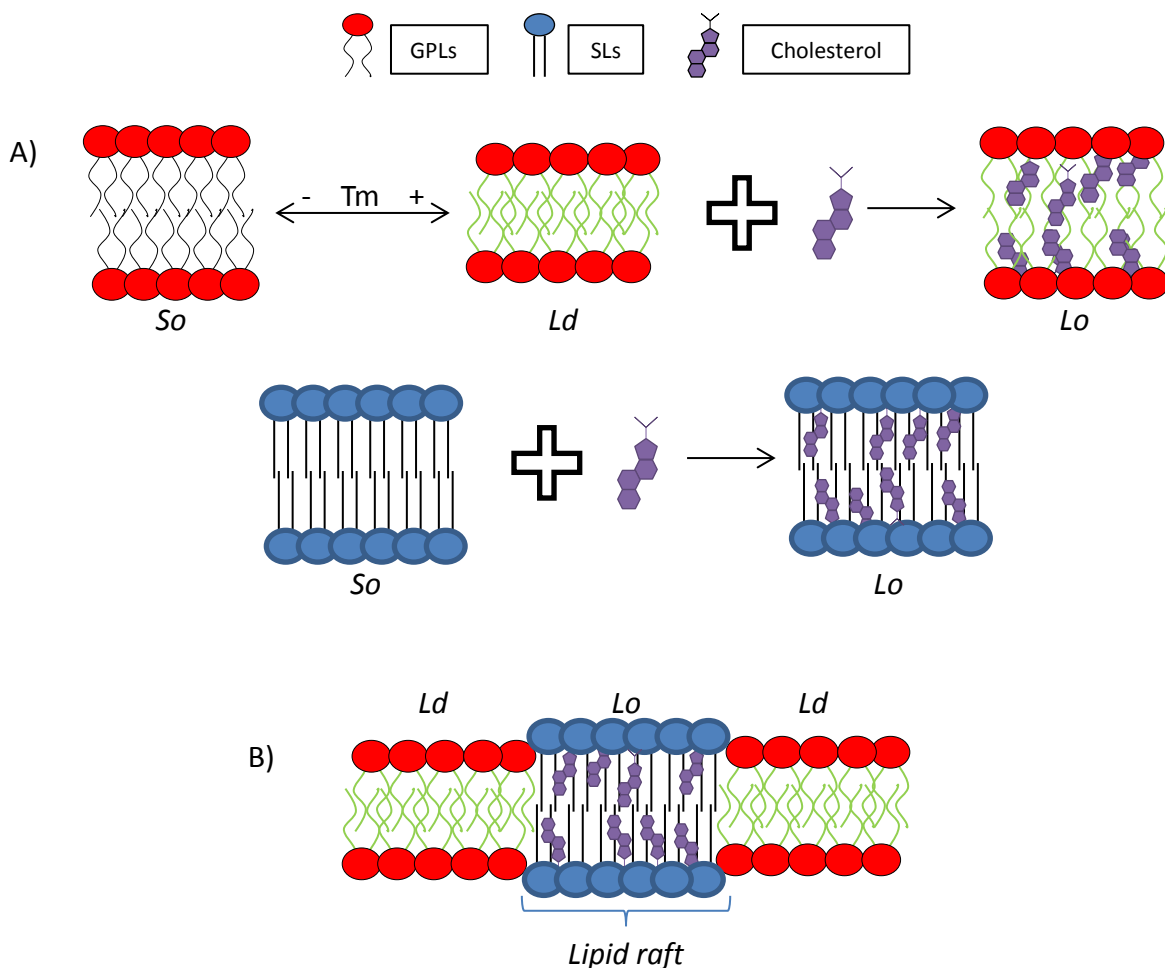 GPLs SLs Cholesterol
A)
- Tm +
So Ld Lo
So Lo
Ld Lo Ld
B)
Lipid raft